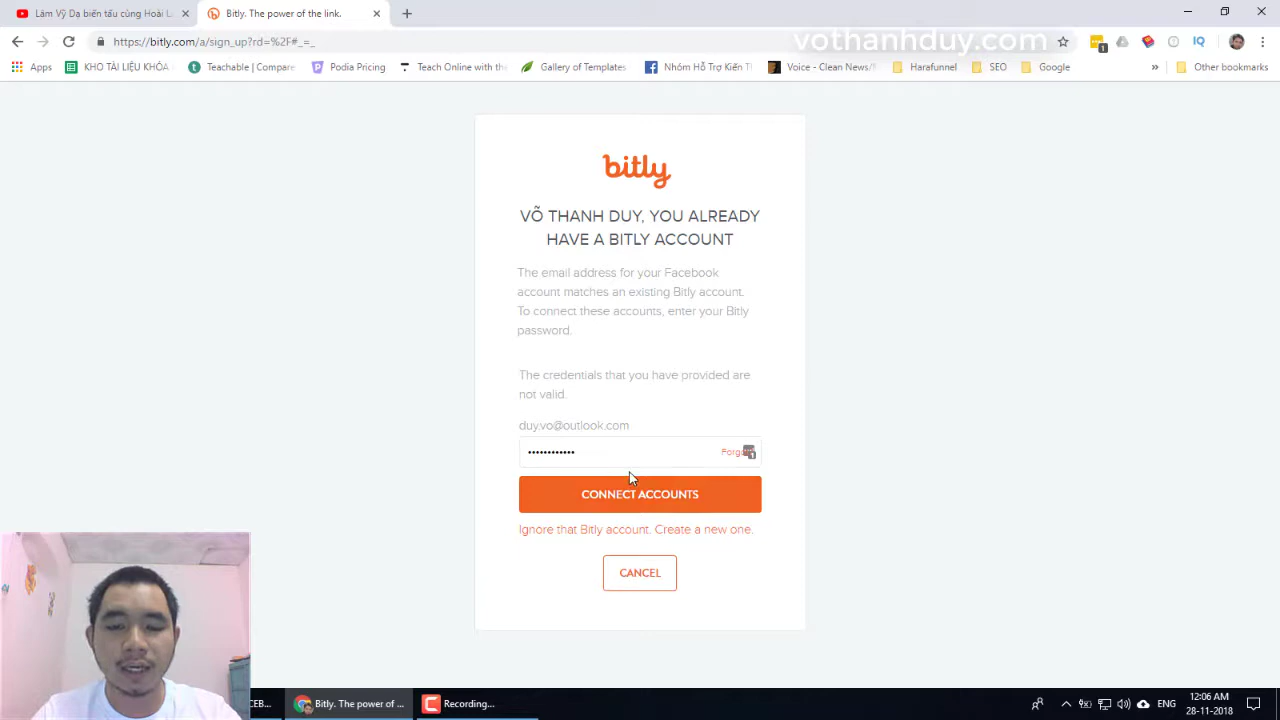 Lâm Vỹ Dạ biến tấu cùng Hoài L
Bitly. The power of the link.
https://bitly.com/a/sign_up?rd=%2F#_=_
vothanhduy.com
Apps
KHO TÀI LIỆU KHÓA
Teachable | Compare
Podia Pricing
Teach Online with the
Gallery of Templates
Nhóm Hỗ Trợ Kiến T
Voice - Clean News/
Harafunnel
SEO
Google
»
Other bookmarks
bitly
VÕ THANH DUY, YOU ALREADY
HAVE A BITLY ACCOUNT
The email address for your Facebook
account matches an existing Bitly account.
To connect these accounts, enter your Bitly
password.
The credentials that you have provided are
not valid.
duy.vo@outlook.com
••••••••••••
Forg
CONNECT ACCOUNTS
Ignore that Bitly account. Create a new one.
CANCEL
CEB...
Bitly. The power of ...
Recording...
ENG
12:06 AM
28-11-2018